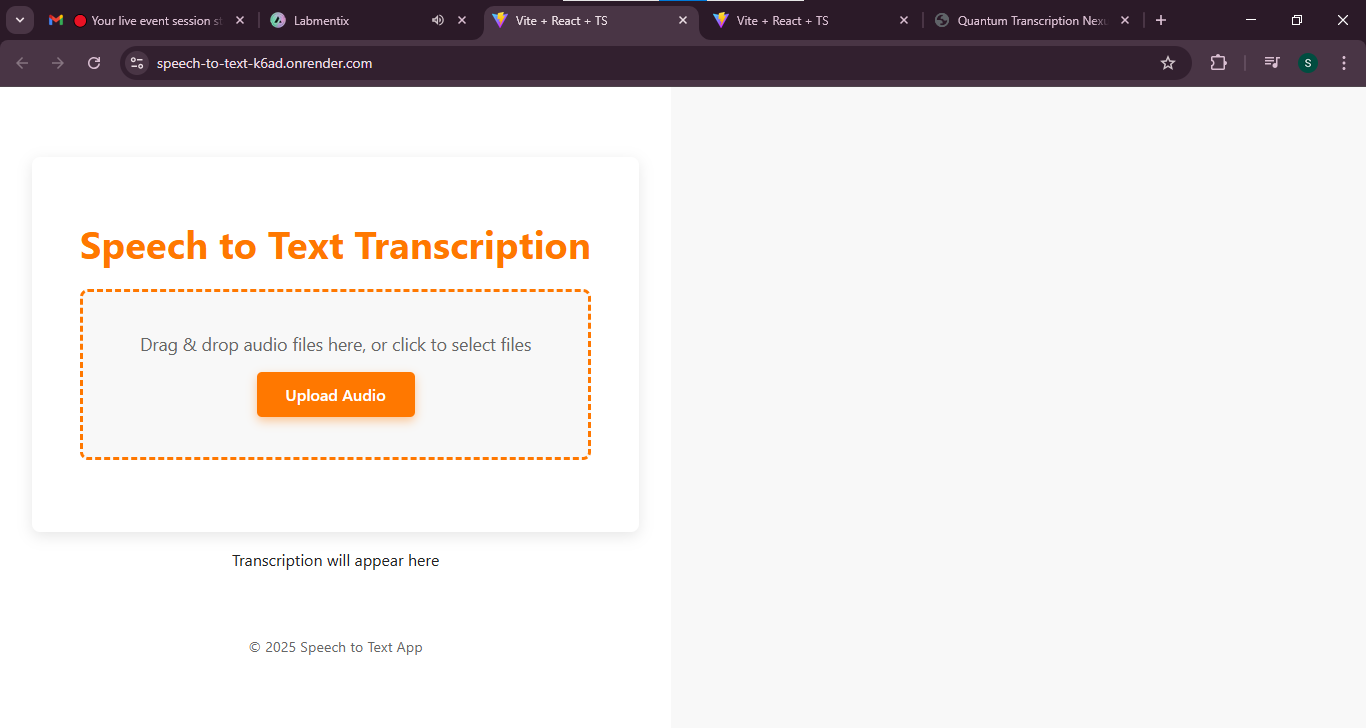 Your live event session st
Labmentix
Vite + React + TS
Vite + React + TS
Quantum Transcription Nexu
speech-to-text-k6ad.onrender.com
S
Speech to Text Transcription
Drag & drop audio files here, or click to select files
Upload Audio
Transcription will appear here
© 2025 Speech to Text App